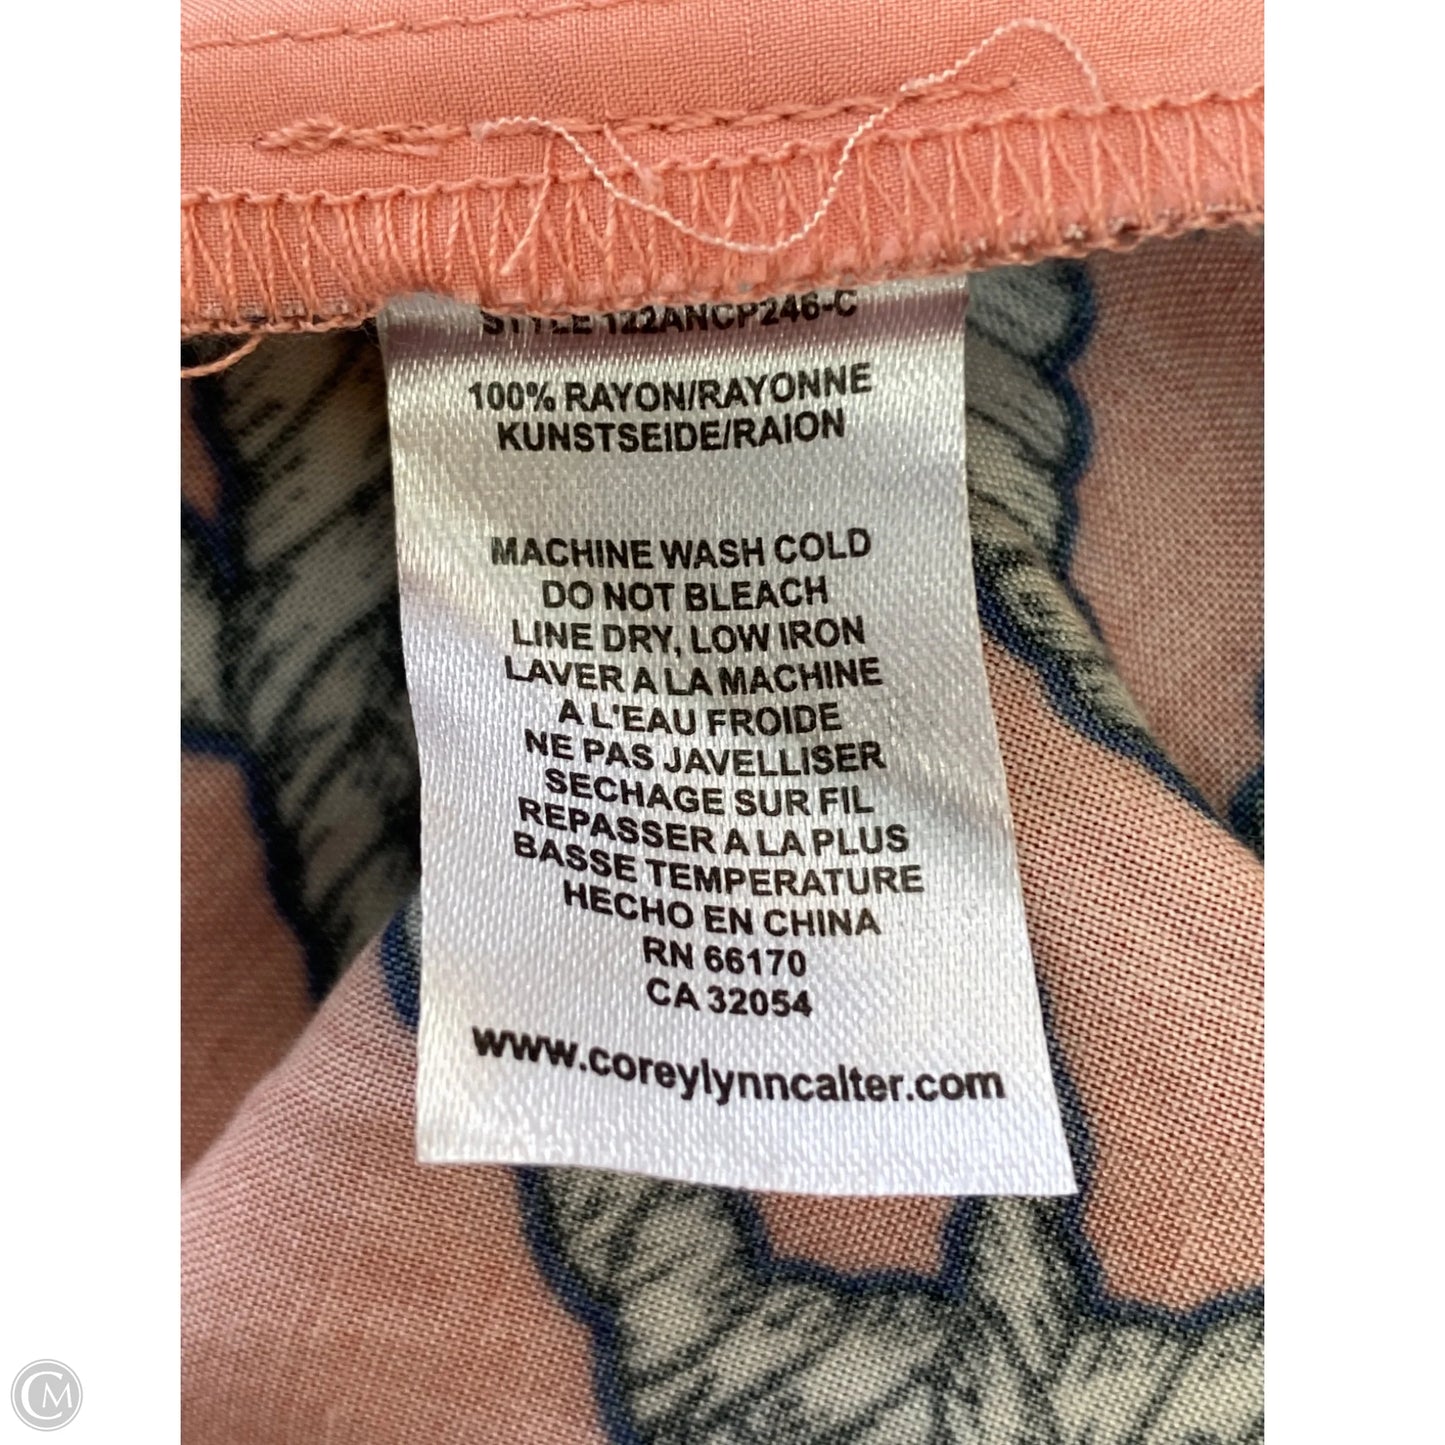 STYLE 122ANCP246-C
100% RAYON/RAYONNE
KUNSTSEIDE/RAION
MACHINE WASH COLD
DO NOT BLEACH
LINE DRY, LOW IRON
LAVER A LA MACHINE
A L'EAU FROIDE
NE PAS JAVELLISER
SECHAGE SUR FIL
REPASSER A LA PLUS
BASSE TEMPERATURE
HECHO EN CHINA
RN 66170
CA 32054
www.coreylynncalter.com
CM